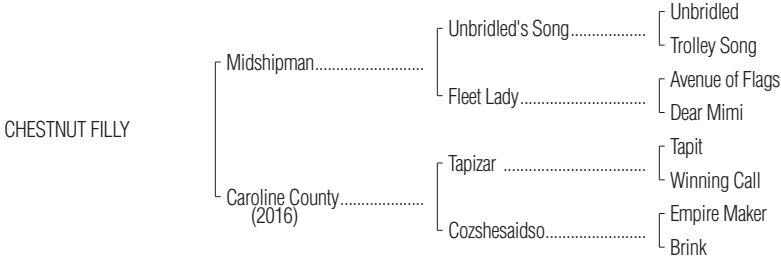 Unbridled
Unbridled's Song..................
Trolley Song
Midshipman..........................
Avenue of Flags
Fleet Lady..............................
Dear Mimi
CHESTNUT FILLY
Tapit
Tapizar ..................................
Winning Call
Caroline County....................
(2016)
Empire Maker
Cozshesaidso........................
Brink